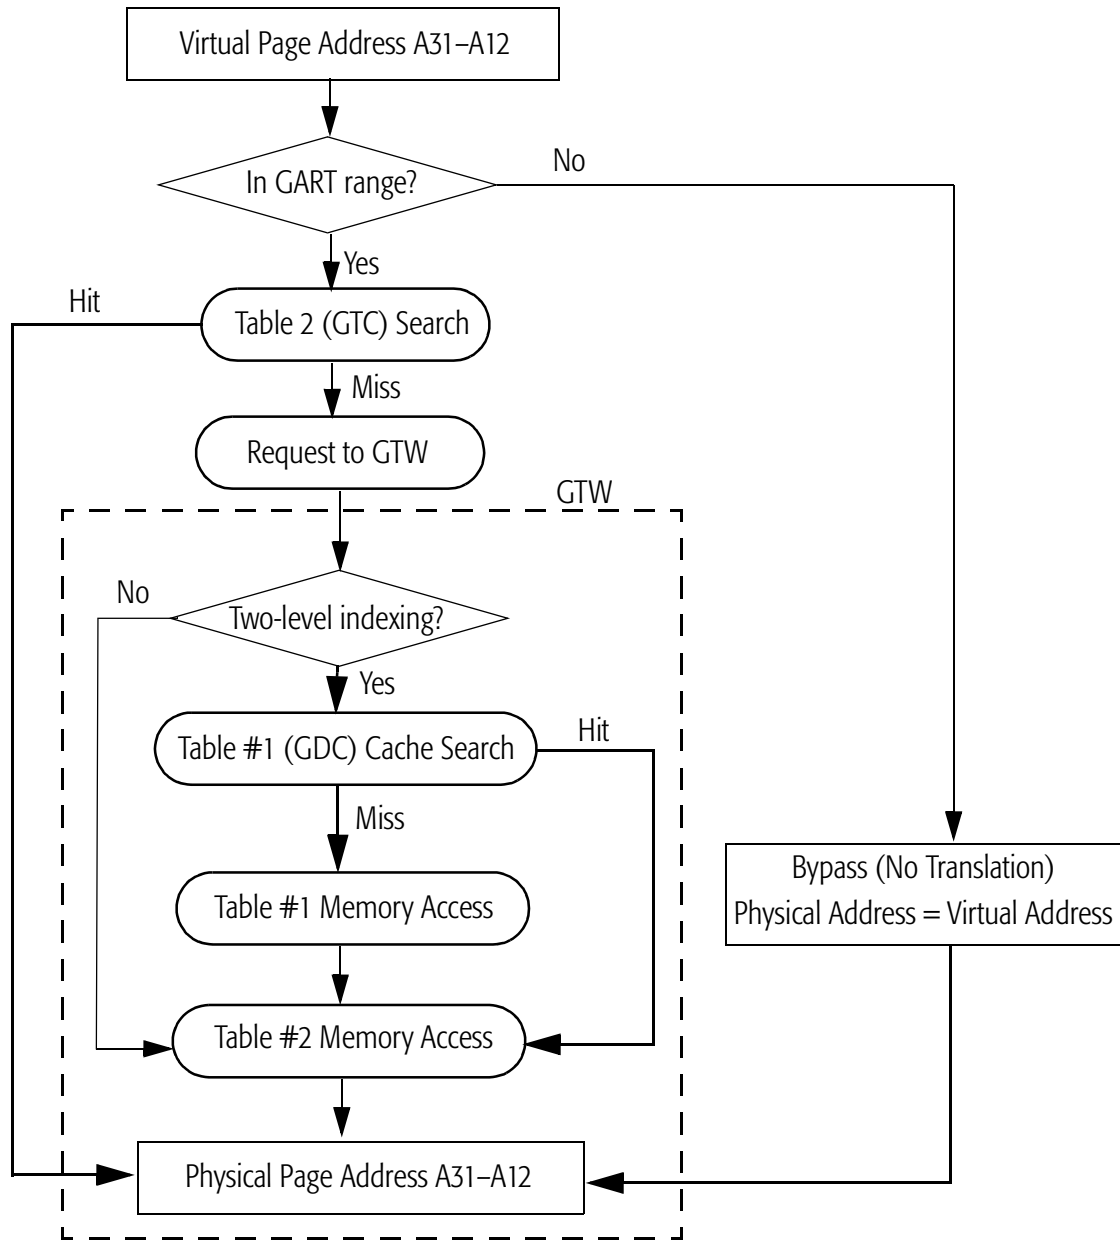 Virtual Page Address A31–A12
In GART range?
No
Yes
Hit
Table 2 (GTC) Search
Miss
Request to GTW
GTW
No
Two-level indexing?
Yes
Table #1 (GDC) Cache Search
Hit
Miss
Bypass (No Translation)
Physical Address = Virtual Address
Table #1 Memory Access
Table #2 Memory Access
Physical Page Address A31–A12